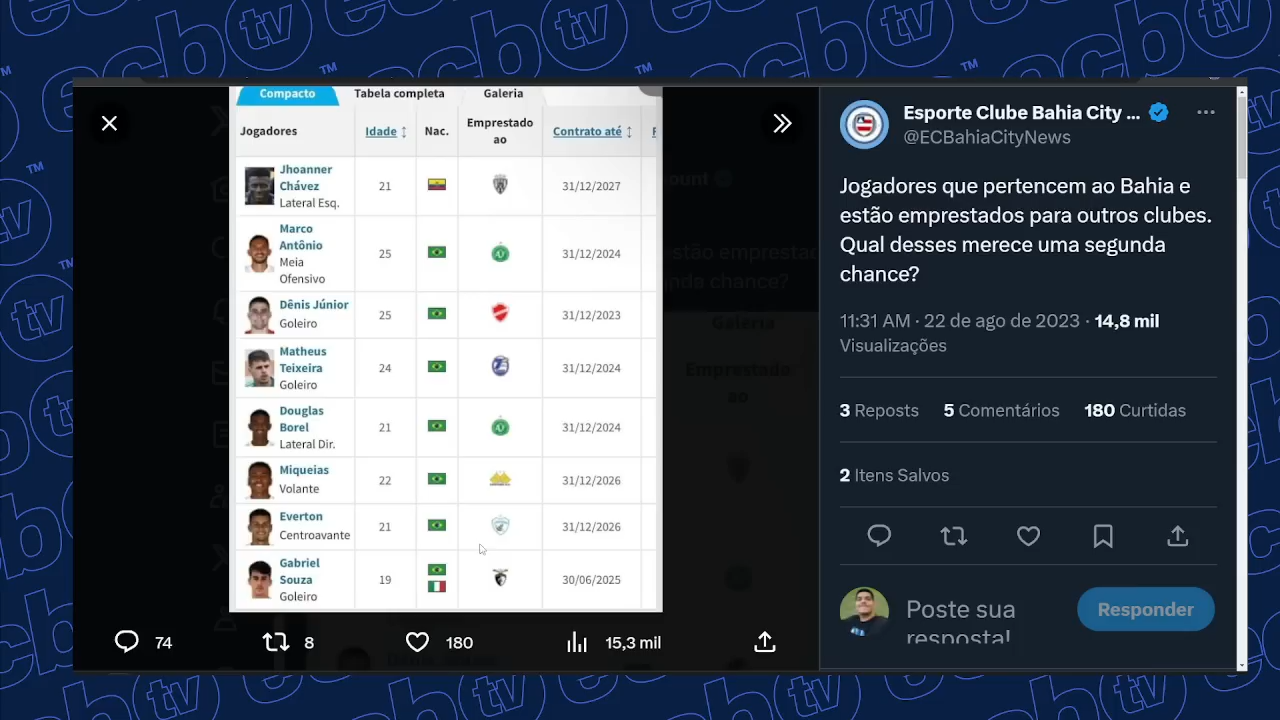 Compacto
Tabela completa
Galeria
Jogadores
Idade
Nac.
Emprestado
ao
Contrato até
Jhoanner
Chávez
Lateral Esq.
21
31/12/2027
Marco
Antônio
Meia
Ofensivo
25
31/12/2024
Dênis Júnior
Goleiro
25
31/12/2023
Matheus
Teixeira
Goleiro
24
31/12/2024
Douglas
Borel
Lateral Dir.
21
31/12/2024
Miqueias
Volante
22
31/12/2026
Everton
Centroavante
21
31/12/2026
Gabriel
Souza
Goleiro
19
30/06/2025
74
8
180
15,3 mil
Esporte Clube Bahia City ...
@ECBahiaCityNews
Jogadores que pertencem ao Bahia e
estão emprestados para outros clubes.
Qual desses merece uma segunda
chance?
11:31 AM · 22 de ago de 2023 · 14,8 mil
Visualizações
3 Reposts 5 Comentários 180 Curtidas
2 Itens Salvos
Poste sua
resposta!
Responder
ecbtv
TM